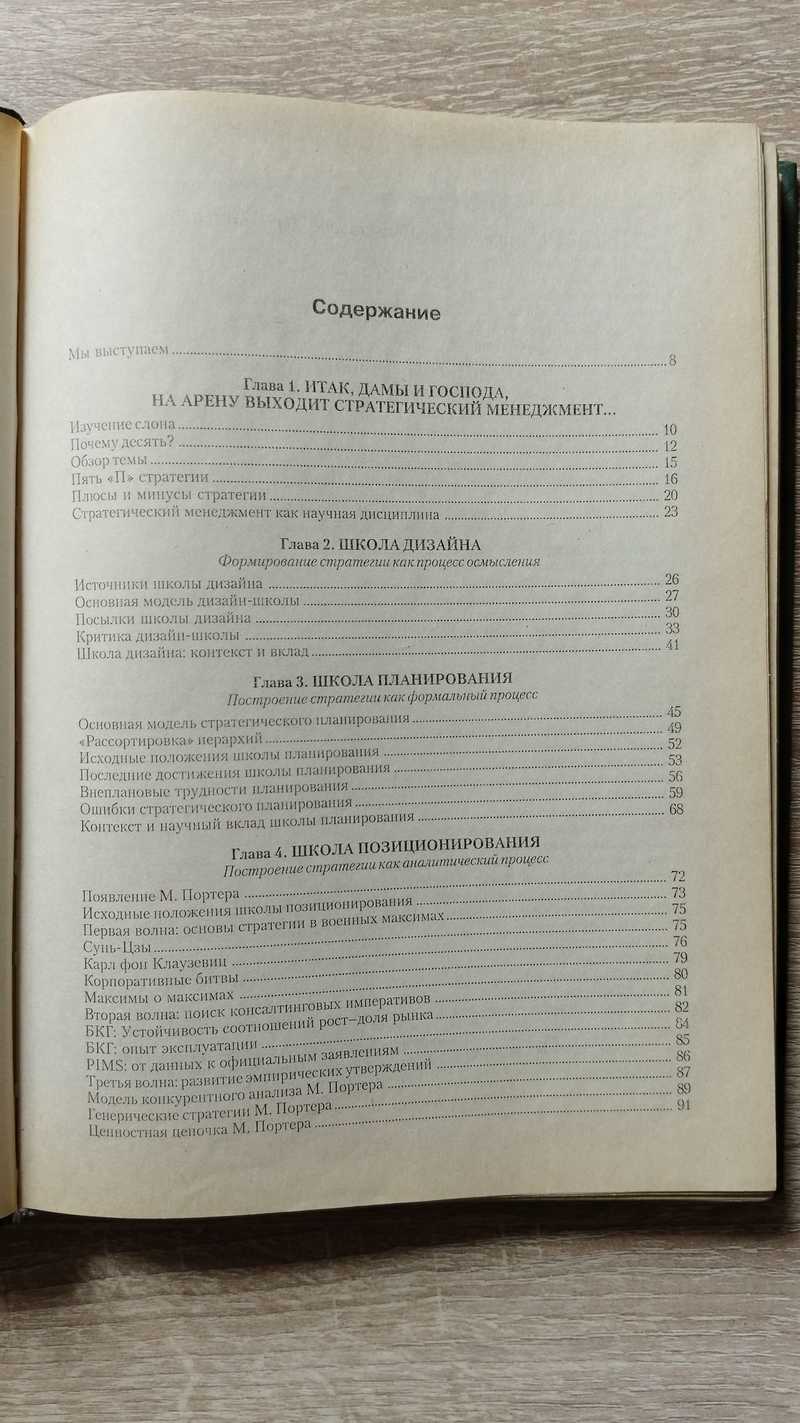 Содержание
Мы выступаем 8
Глава 1. ИТАК, ДАМЫ И ГОСПОДА,
НА АРЕНУ ВЫХОДИТ СТРАТЕГИЧЕСКИЙ МЕНЕДЖМЕНТ...
Изучение слона 10
Почему десять? 12
Обзор темы 15
Пять «П» стратегии 16
Плюсы и минусы стратегии 20
Стратегический менеджмент как научная дисциплина 23
Глава 2. ШКОЛА ДИЗАЙНА
Формирование стратегии как процесс осмысления
Источники школы дизайна 26
Основная модель дизайн-школы 27
Посылки школы дизайна 30
Критика дизайн-школы 33
Школа дизайна: контекст и вклад 41
Глава 3. ШКОЛА ПЛАНИРОВАНИЯ
Построение стратегии как формальный процесс
Основная модель стратегического планирования 45
«Рассортировка» иерархий 49
Исходные положения школы планирования 52
Последние достижения школы планирования 53
Внеплановые трудности планирования 56
Ошибки стратегического планирования 59
Контекст и научный вклад школы планирования 68
Глава 4. ШКОЛА ПОЗИЦИОНИРОВАНИЯ
Построение стратегии как аналитический процесс
Появление М. Портера 72
Исходные положения школы позиционирования 73
Первая волна: основы стратегии в военных максимах 75
Сунь-Цзы 75
Карл фон Клаузевиц 76
Корпоративные битвы 79
Максимы о максимах 80
Вторая волна: поиск консалтинговых императивов 81
БКГ: Устойчивость соотношений рост–доля рынка 82
БКГ: опыт эксплуатации 84
PIMS: от данных к официальным заявлениям 85
Третья волна: развитие эмпирических утверждений 86
Модель конкурентного анализа М. Портера 87
Генерические стратегии М. Портера 89
Ценностная цепочка М. Портера 91